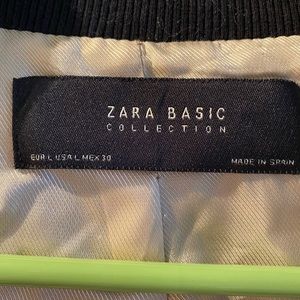 ZARA BASIC
COLLECTION
EUR L USA L MEX 30
MADE IN SPAIN